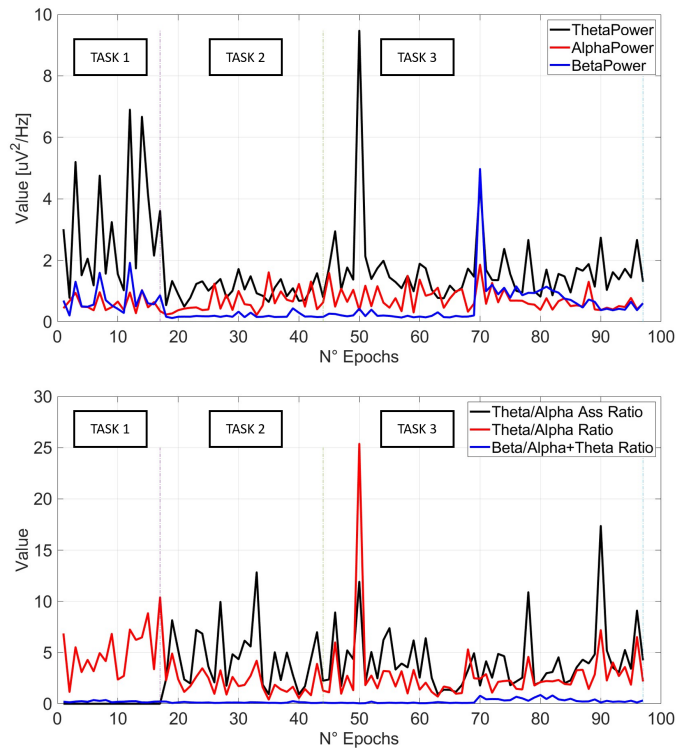 10
8
6
4
2
0
Value [uV²/Hz]
TASK 1
TASK 2
TASK 3
ThetaPower
AlphaPower
BetaPower
0 10 20 30 40 50 60 70 80 90 100
N° Epochs
30
25
20
15
10
5
0
Value
TASK 1
TASK 2
TASK 3
Theta/Alpha Ass Ratio
Theta/Alpha Ratio
Beta/Alpha+Theta Ratio
0 10 20 30 40 50 60 70 80 90 100
N° Epochs